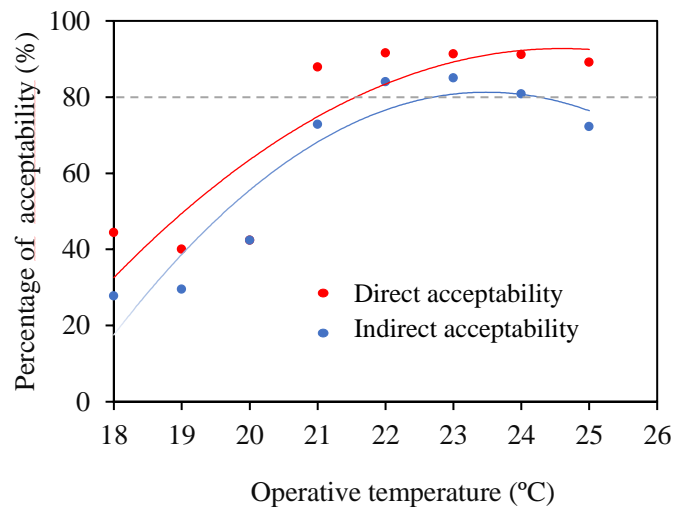 Percentage of acceptability (%)
100
80
60
40
20
0
Direct acceptability
Indirect acceptability
18 19 20 21 22 23 24 25 26
Operative temperature (ºC)